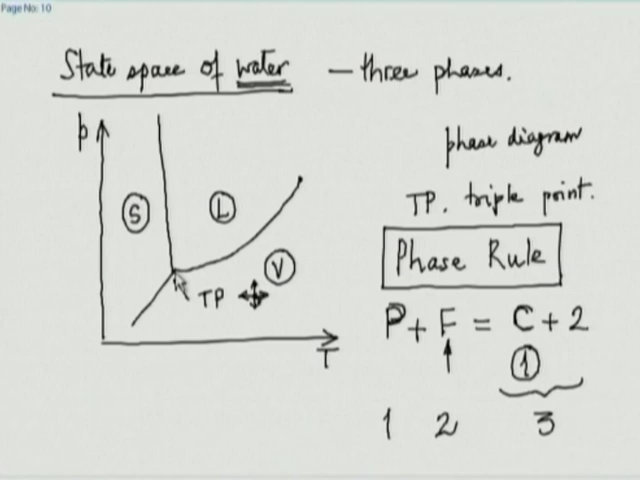 Page No: 10
State space of water – three phases.
p
phase diagram
S
L
TP. triple point.
V
Phase Rule
TP
P + F = C + 2
T
1
1 2 3